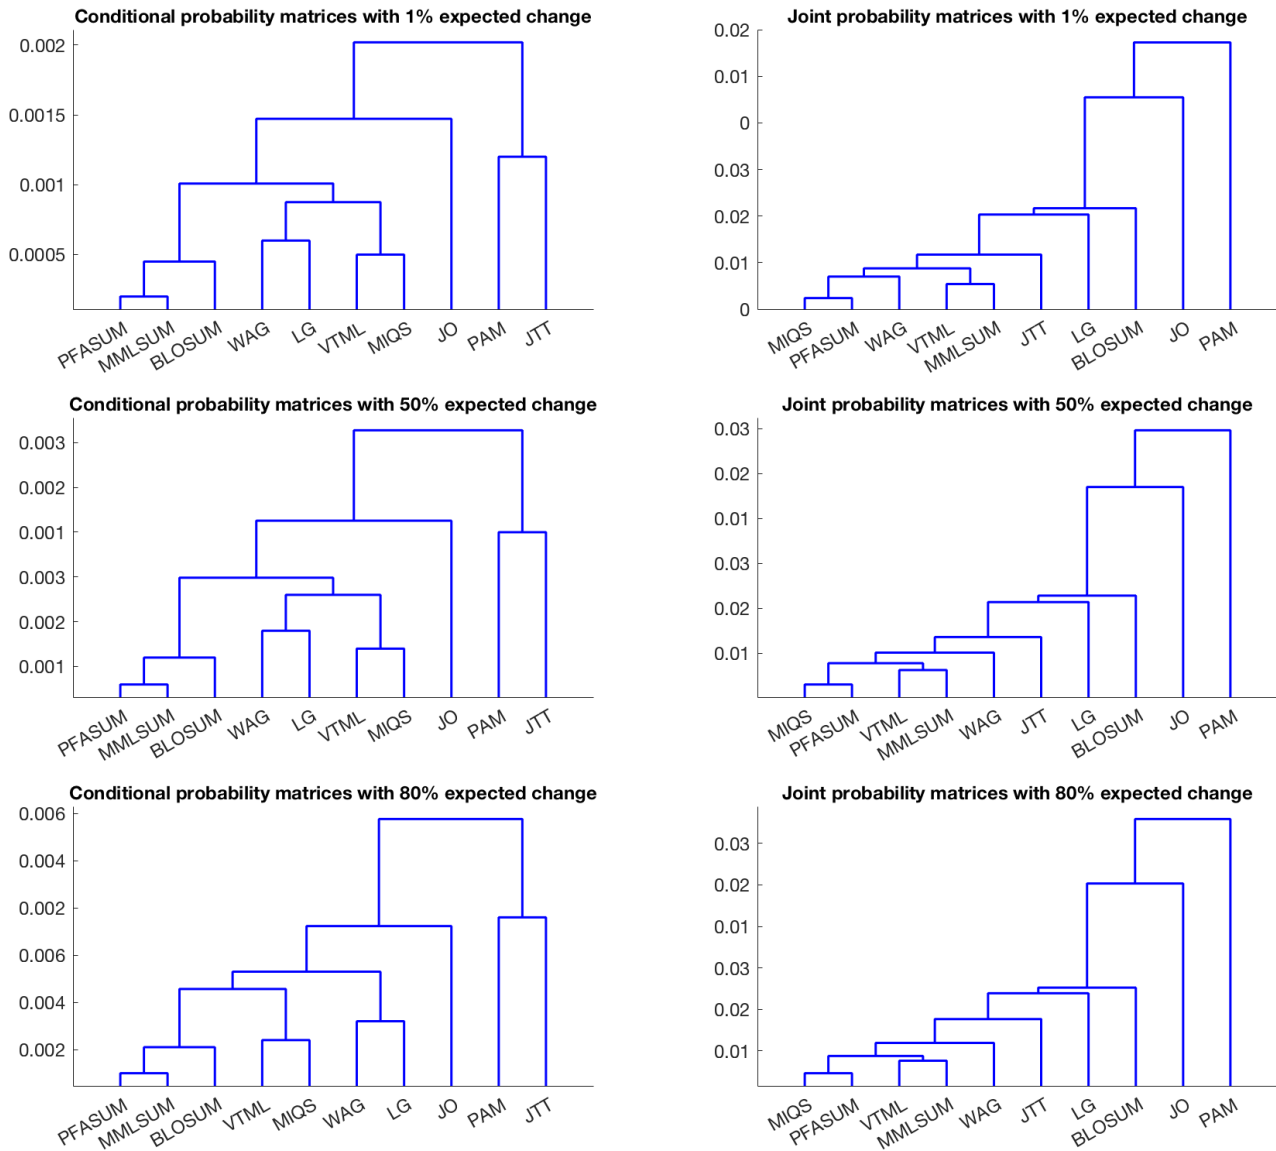 Conditional probability matrices with 1% expected change
0.002
0.0015
0.001
0.0005
PFASUM
MMLSUM
BLOSUM
WAG
LG
VTML
MIQS
JO
PAM
JTT
Joint probability matrices with 1% expected change
0.02
0.01
0
0.03
0.02
0.01
0
MIQS
PFASUM
WAG
VTML
MMLSUM
JTT
LG
BLOSUM
JO
PAM
Conditional probability matrices with 50% expected change
0.003
0.002
0.001
0.003
0.002
0.001
PFASUM
MMLSUM
BLOSUM
WAG
LG
VTML
MIQS
JO
PAM
JTT
Joint probability matrices with 50% expected change
0.03
0.02
0.01
0.03
0.02
0.01
MIQS
PFASUM
VTML
MMLSUM
WAG
JTT
LG
BLOSUM
JO
PAM
Conditional probability matrices with 80% expected change
0.006
0.004
0.002
0.006
0.004
0.002
PFASUM
MMLSUM
BLOSUM
VTML
MIQS
WAG
LG
JO
PAM
JTT
Joint probability matrices with 80% expected change
0.03
0.02
0.01
0.03
0.02
0.01
MIQS
PFASUM
VTML
MMLSUM
WAG
JTT
LG
BLOSUM
JO
PAM